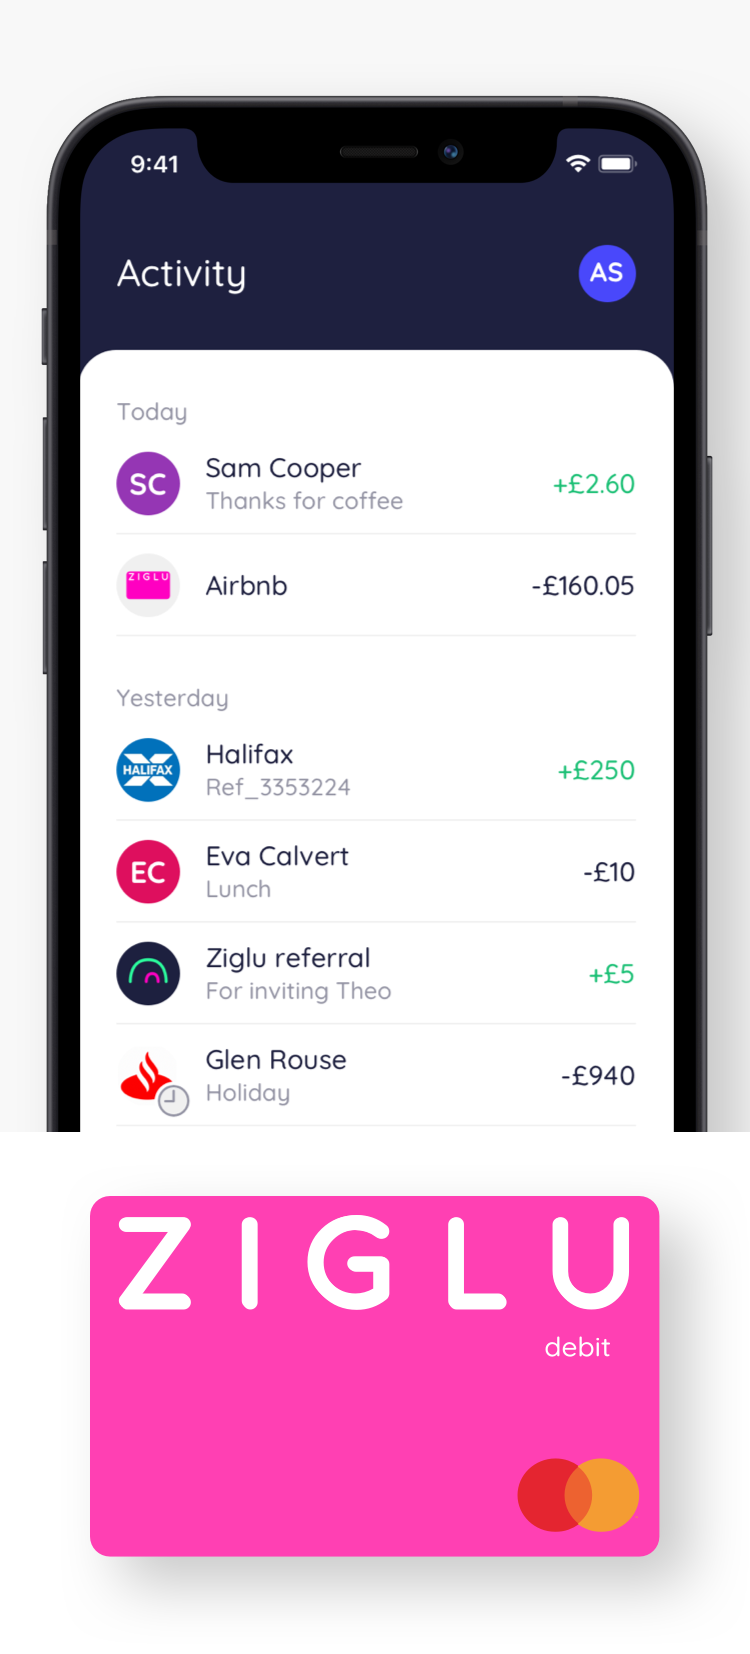 9:41
Activity
AS
Today
SC
Sam Cooper
+£2.60
Thanks for coffee
ZIGLU
Airbnb
-£160.05
Yesterday
HALIFAX
Halifax
+£250
Ref_3353224
EC
Eva Calvert
-£10
Lunch
Ziglu referral
+£5
For inviting Theo
Glen Rouse
-£940
Holiday
ZIGLU
debit